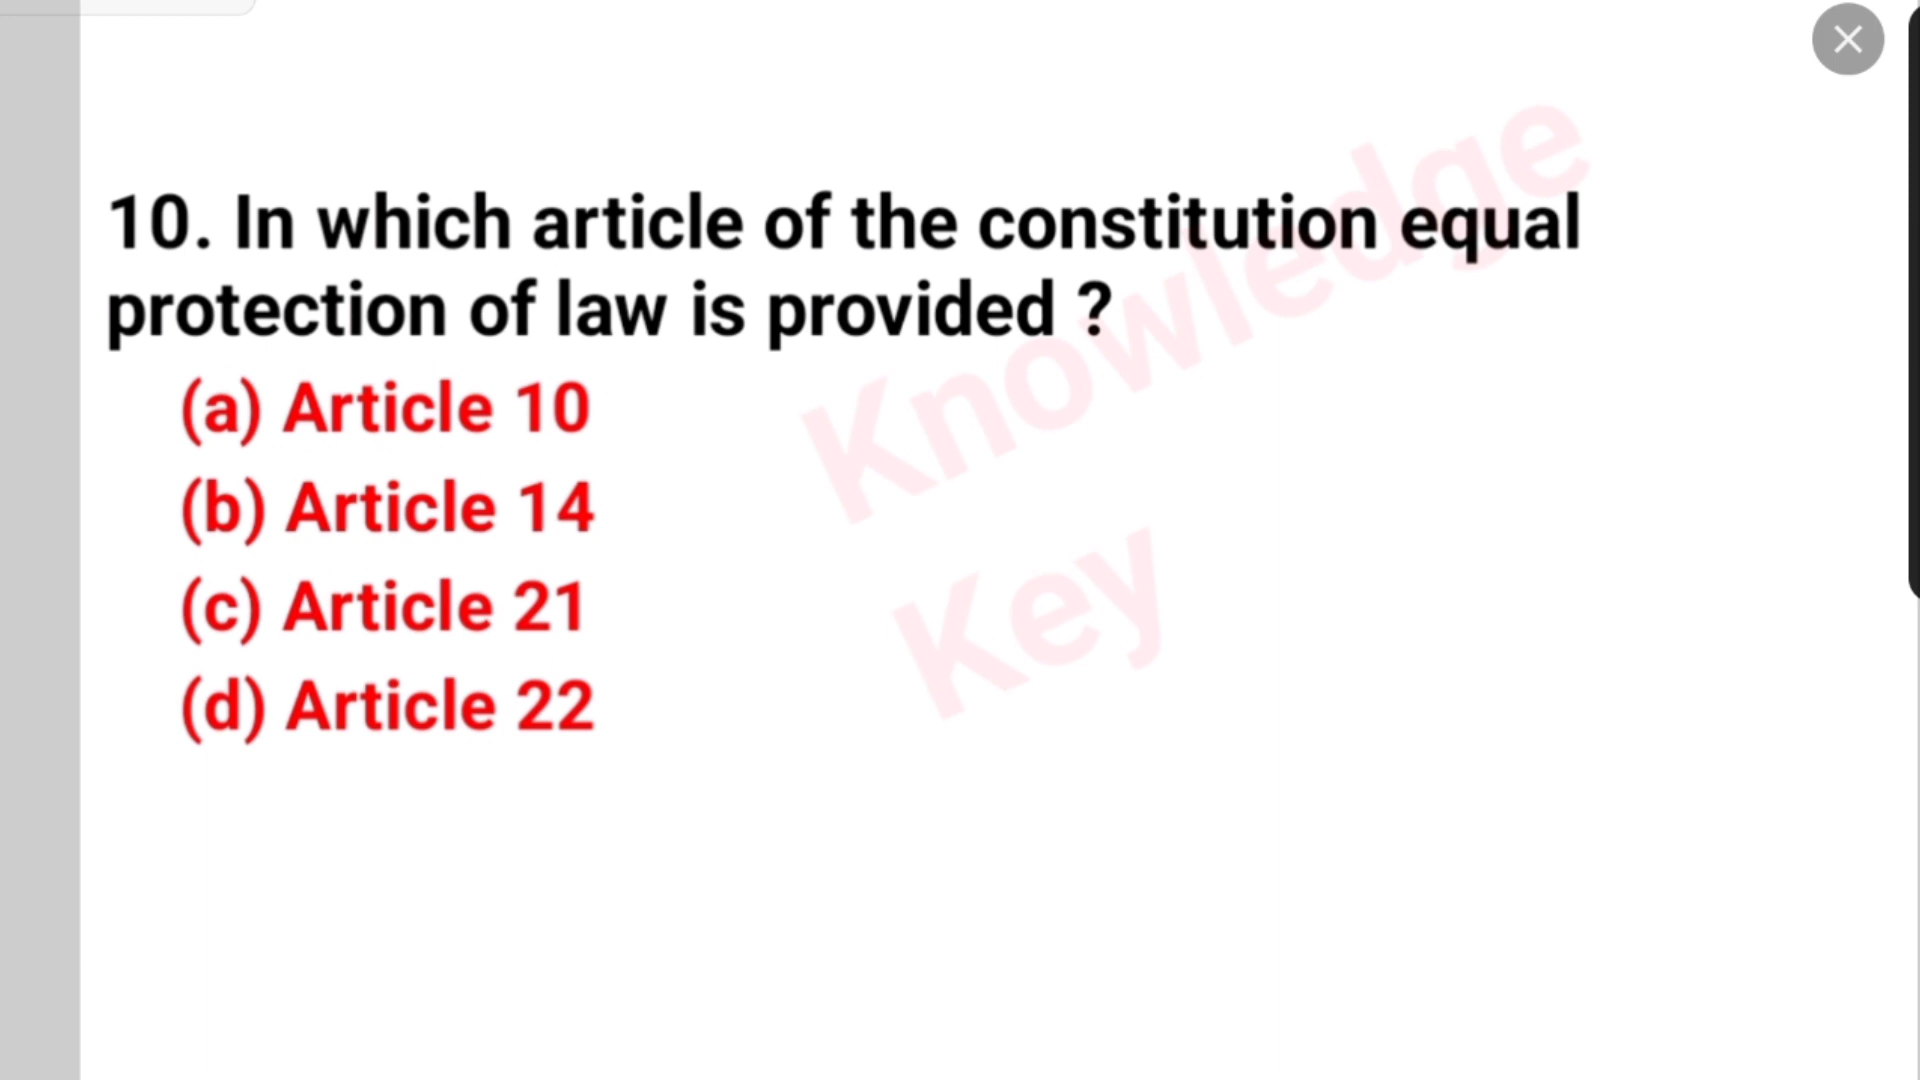 10. In which article of the constitution equal
protection of law is provided ?
(a) Article 10
(b) Article 14
(c) Article 21
(d) Article 22
Knowledge
Key